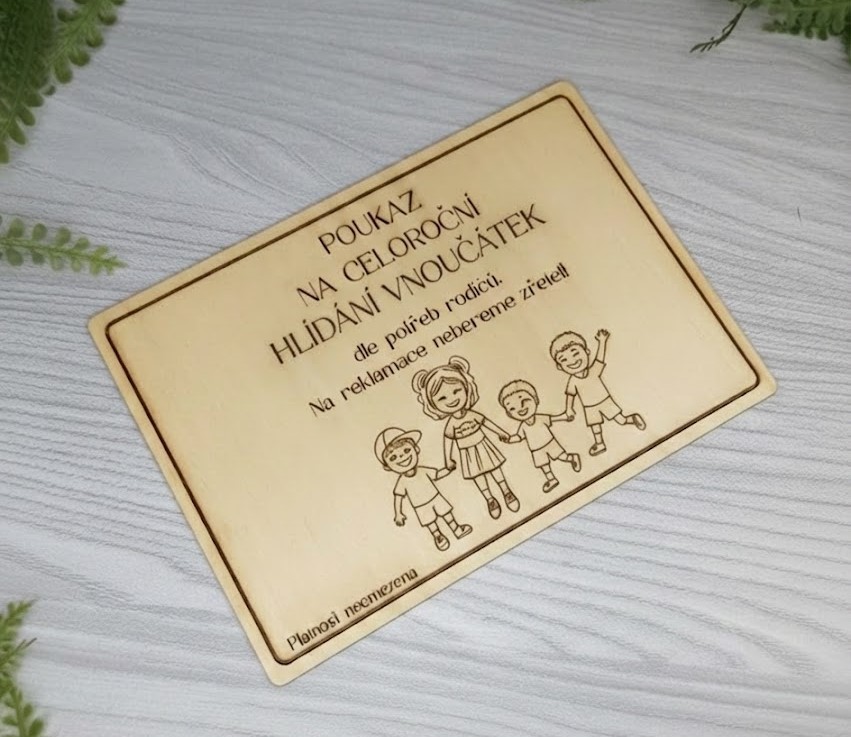 POUKAZ
NA CELOROČNÍ
HLÍDÁNÍ VNOUČÁTEK
dle potřeb rodičů.
Na reklamace nebereme zřetel!
Platnost neomezena